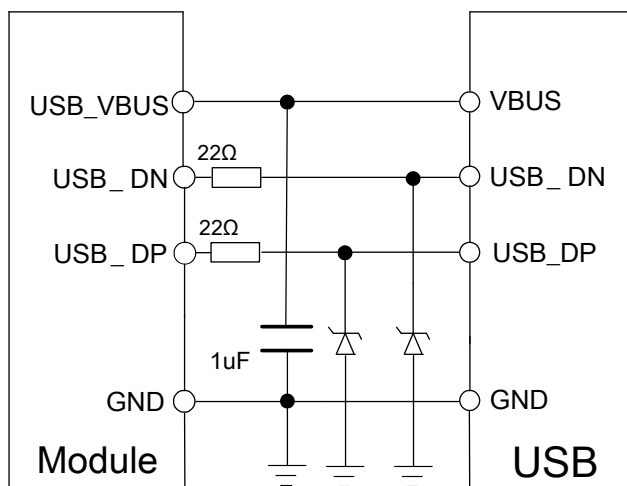 USB_VBUS
VBUS
22Ω
USB_ DN
USB_ DN
22Ω
USB_ DP
USB_DP
1uF
GND
GND
Module
USB